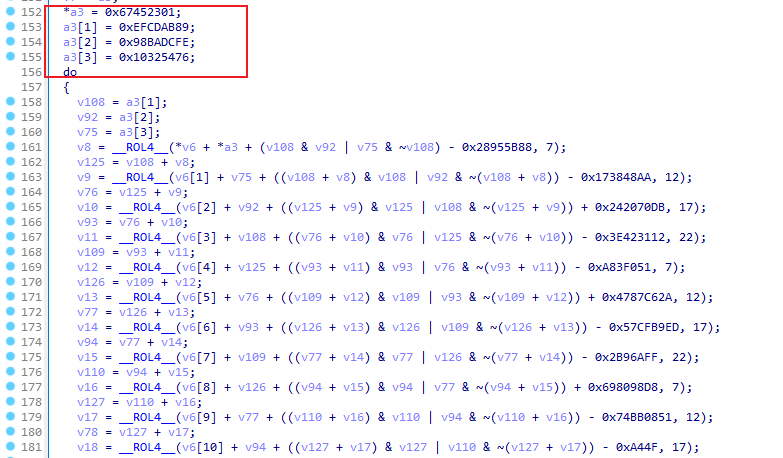 152 *a3 = 0x67452301;
153 a3[1] = 0xEFCDAB89;
154 a3[2] = 0x98BADCFE;
155 a3[3] = 0x10325476;
156 do
157 {
158 v108 = a3[1];
159 v92 = a3[2];
160 v75 = a3[3];
161 v8 = __ROL4__(*v6 + *a3 + (v108 & v92 | v75 & ~v108) - 0x28955B88, 7);
162 v125 = v108 + v8;
163 v9 = __ROL4__(v6[1] + v75 + ((v108 + v8) & v108 | v92 & ~(v108 + v8)) - 0x173848AA, 12);
164 v76 = v125 + v9;
165 v10 = __ROL4__(v6[2] + v92 + ((v125 + v9) & v125 | v108 & ~(v125 + v9)) + 0x242070DB, 17);
166 v93 = v76 + v10;
167 v11 = __ROL4__(v6[3] + v108 + ((v76 + v10) & v76 | v125 & ~(v76 + v10)) - 0x3E423112, 22);
168 v109 = v93 + v11;
169 v12 = __ROL4__(v6[4] + v125 + ((v93 + v11) & v93 | v76 & ~(v93 + v11)) - 0xA83F051, 7);
170 v126 = v109 + v12;
171 v13 = __ROL4__(v6[5] + v76 + ((v109 + v12) & v109 | v93 & ~(v109 + v12)) + 0x4787C62A, 12);
172 v77 = v126 + v13;
173 v14 = __ROL4__(v6[6] + v93 + ((v126 + v13) & v126 | v109 & ~(v126 + v13)) - 0x57CFB9ED, 17);
174 v94 = v77 + v14;
175 v15 = __ROL4__(v6[7] + v109 + ((v77 + v14) & v77 | v126 & ~(v77 + v14)) - 0x2B96AFF, 22);
176 v110 = v94 + v15;
177 v16 = __ROL4__(v6[8] + v126 + ((v94 + v15) & v94 | v77 & ~(v94 + v15)) + 0x698098D8, 7);
178 v127 = v110 + v16;
179 v17 = __ROL4__(v6[9] + v77 + ((v110 + v16) & v110 | v94 & ~(v110 + v16)) - 0x74BB0851, 12);
180 v78 = v127 + v17;
181 v18 = __ROL4__(v6[10] + v94 + ((v127 + v17) & v127 | v110 & ~(v127 + v17)) - 0xA44F, 17);